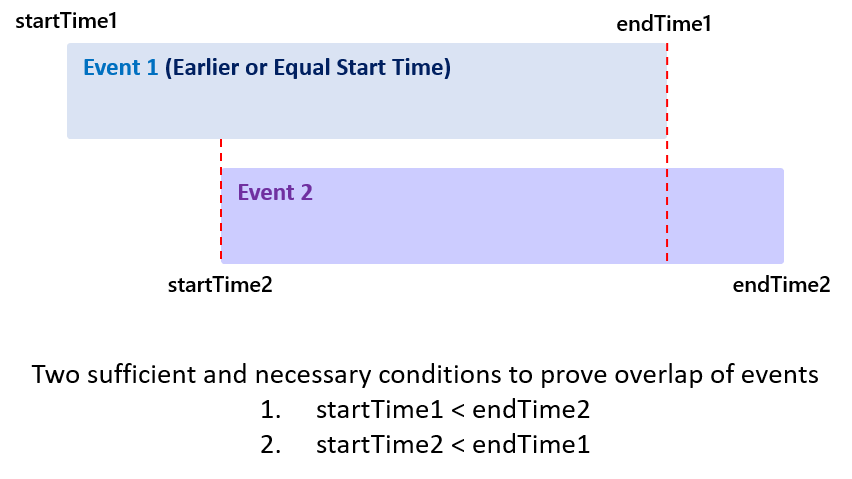 startTime1
endTime1
Event 1 (Earlier or Equal Start Time)
Event 2
startTime2
endTime2
Two sufficient and necessary conditions to prove overlap of events
1. startTime1 < endTime2
2. startTime2 < endTime1